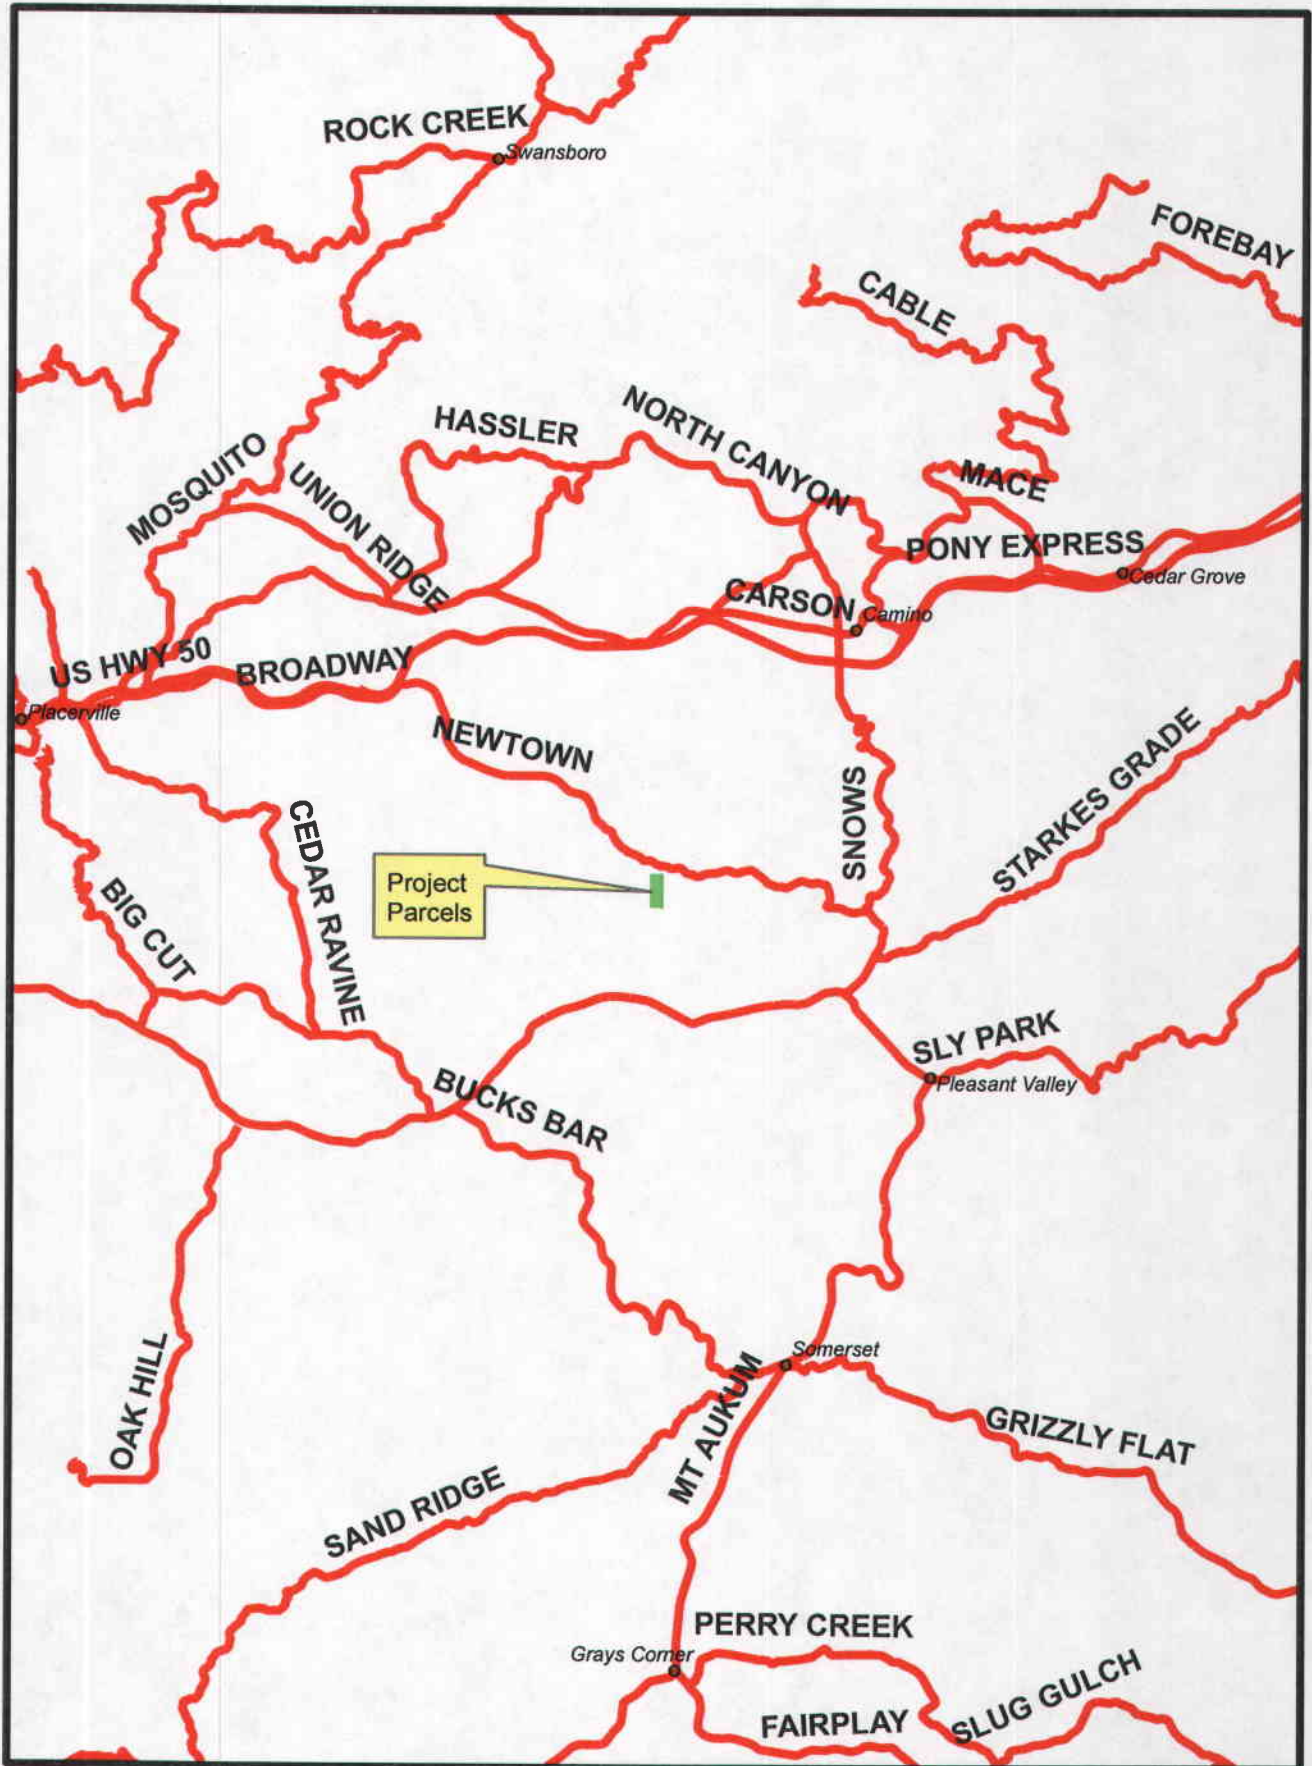 ROCK CREEK
Swansboro
FOREBAY
CABLE
HASSLER
NORTH CANYON
MOSQUITO
UNION RIDGE
MACE
PONY EXPRESS
Cedar Grove
CARSON
Camino
US HWY 50
BROADWAY
Placerville
NEWTOWN
SNOWS
STARKES GRADE
CEDAR RAVINE
Project
Parcels
BIG CUT
SLY PARK
Pleasant Valley
BUCKS BAR
Somerset
OAK HILL
MT AUKUM
GRIZZLY FLAT
SAND RIDGE
PERRY CREEK
Grays Corner
SLUG GULCH
FAIRPLAY